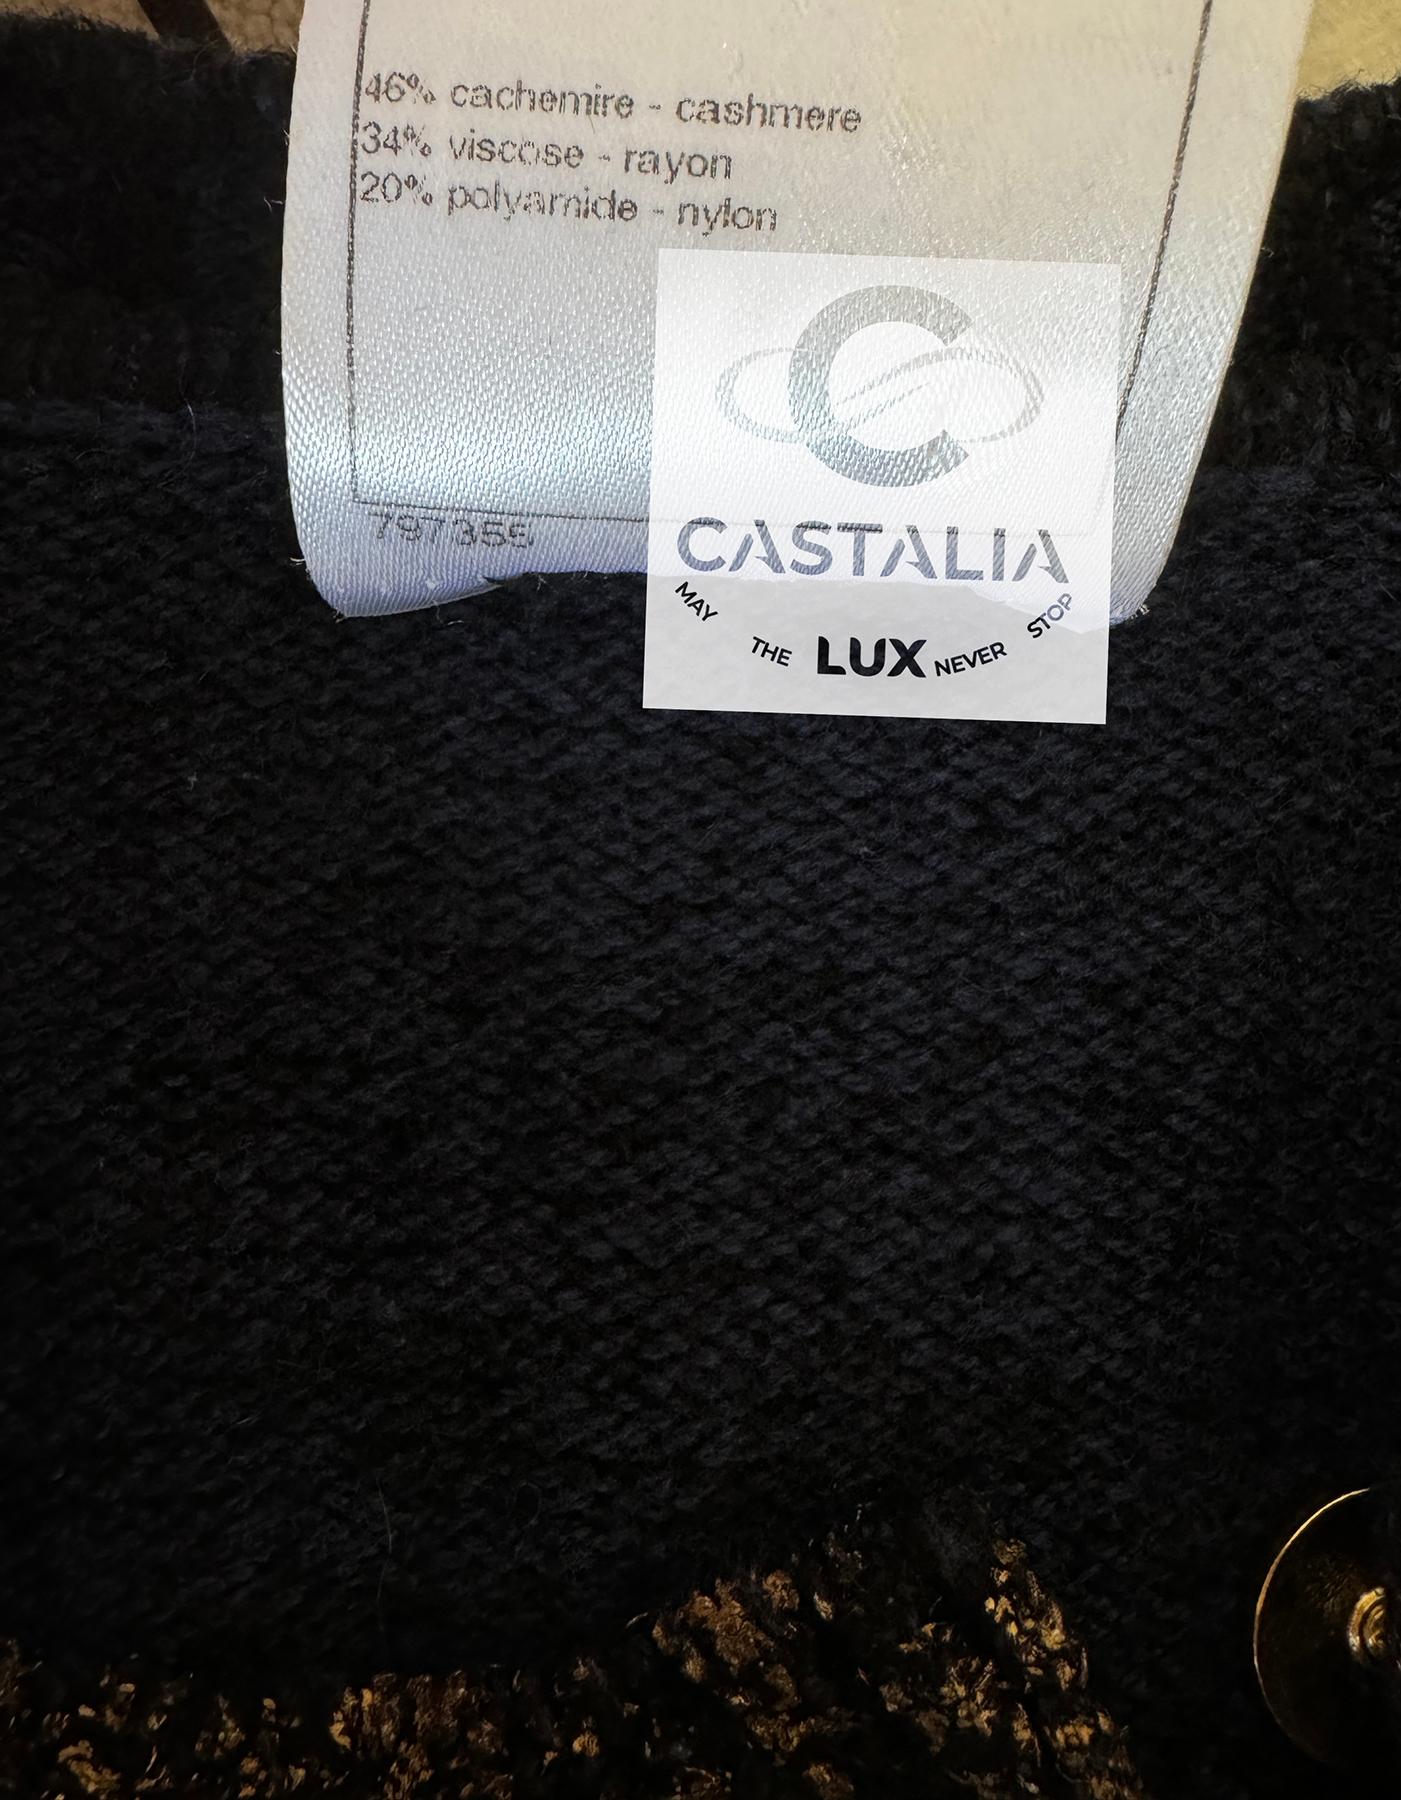 46% cachemire - cashmere
34% viscose - rayon
20% polyamide - nylon
797355
CASTALIA
MAY THE LUX NEVER STOP